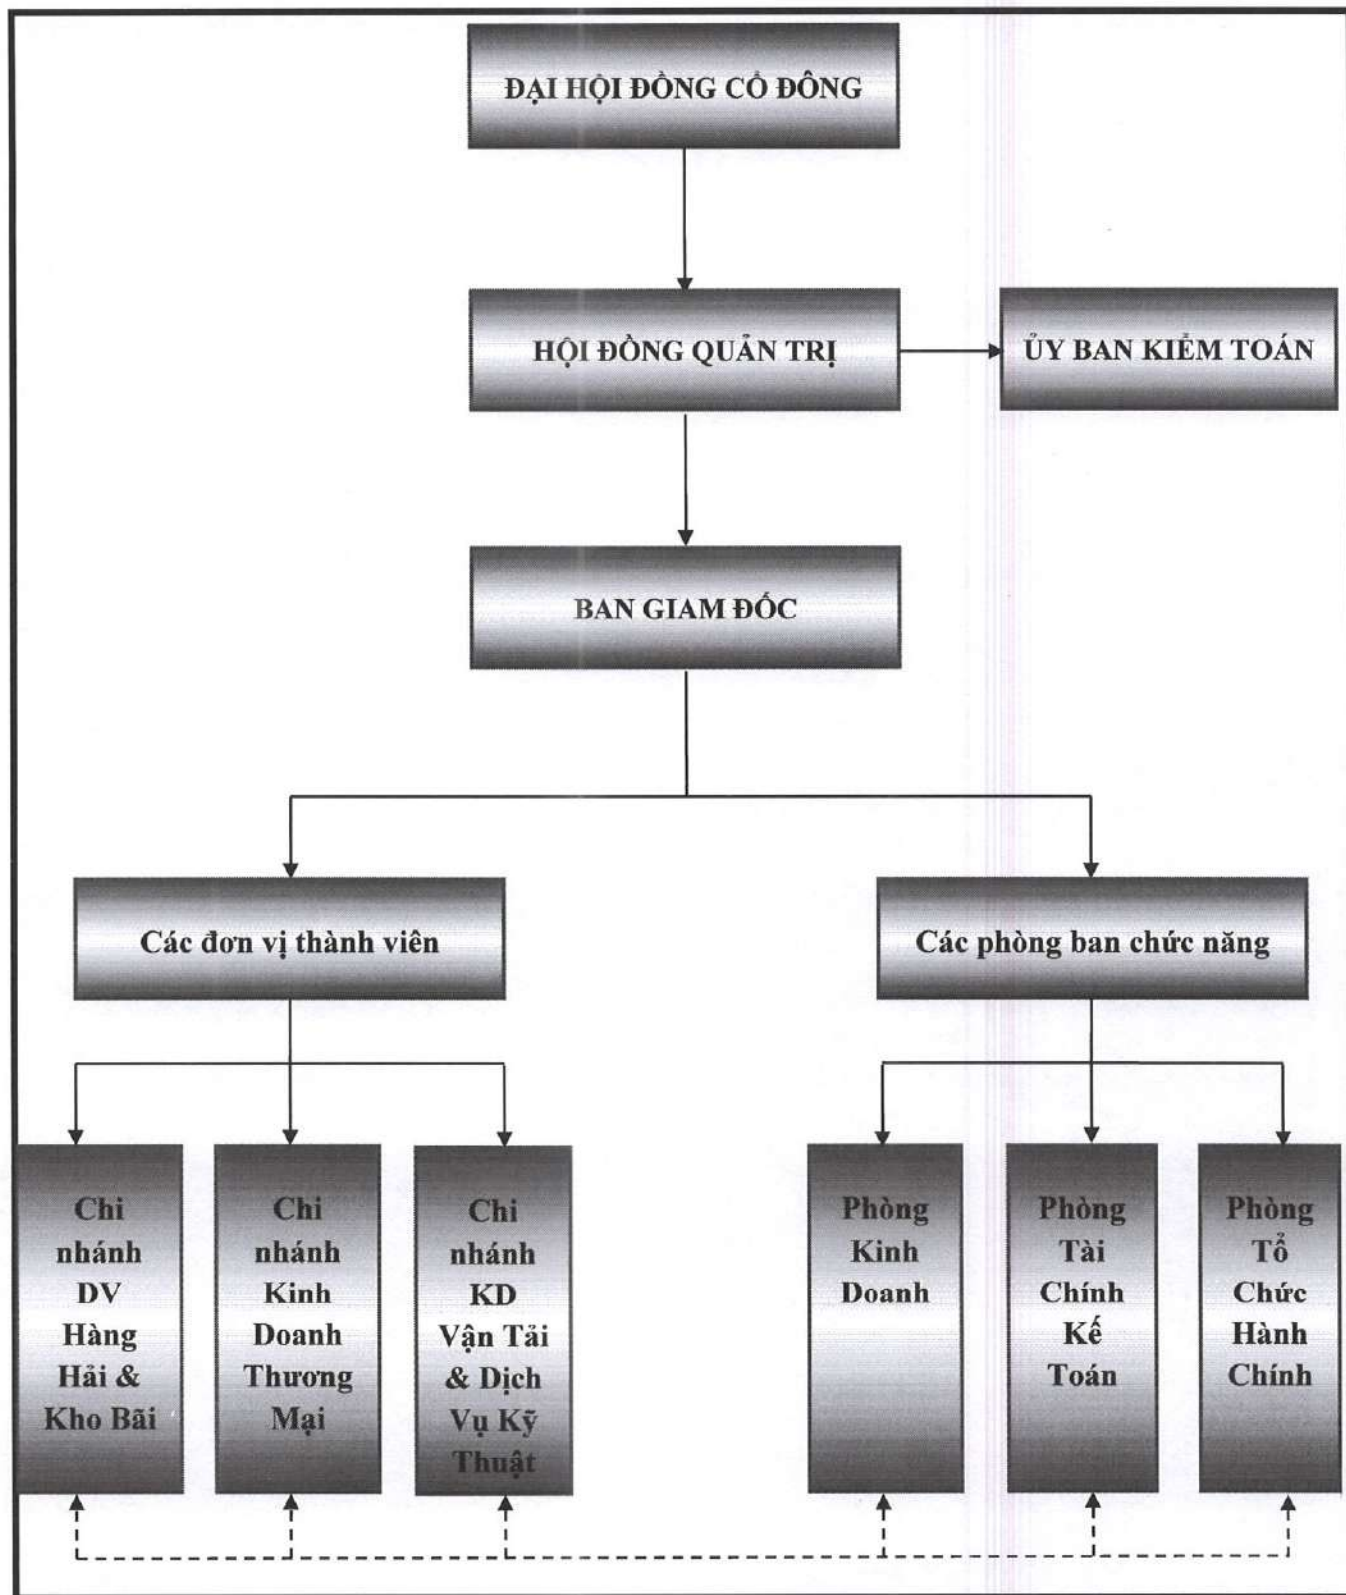 ĐẠI HỘI ĐỒNG CỔ ĐÔNG
HỘI ĐỒNG QUẢN TRỊ
ỦY BAN KIỂM TOÁN
BAN GIAM ĐỐC
Các đơn vị thành viên
Các phòng ban chức năng
Chi
nhánh
DV
Hàng
Hải &
Kho Bãi
Chi
nhánh
Kinh
Doanh
Thương
Mại
Chi
nhánh
KD
Vận Tải
& Dịch
Vụ Kỹ
Thuật
Phòng
Kinh
Doanh
Phòng
Tài
Chính
Kế
Toán
Phòng
Tổ
Chức
Hành
Chính